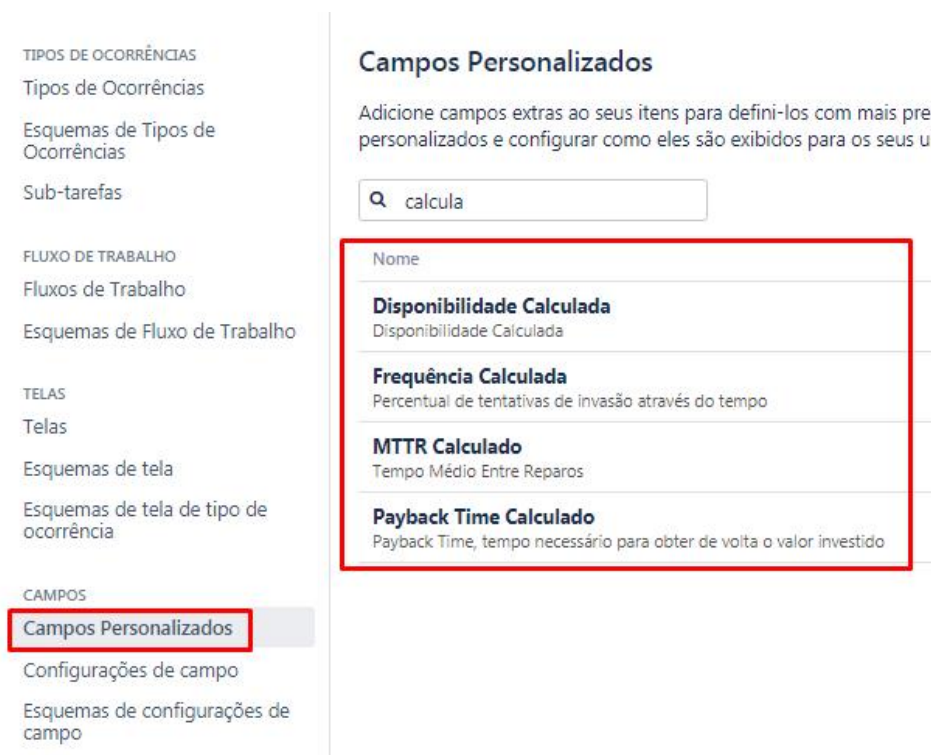 TIPOS DE OCORRÊNCIAS
Tipos de Ocorrências
Esquemas de Tipos de
Ocorrências
Sub-tarefas
FLUXO DE TRABALHO
Fluxos de Trabalho
Esquemas de Fluxo de Trabalho
TELAS
Telas
Esquemas de tela
Esquemas de tela de tipo de
ocorrência
CAMPOS
Campos Personalizados
Configurações de campo
Esquemas de configurações de
campo
Campos Personalizados
Adicione campos extras ao seus itens para defini-los com mais pre
personalizados e configurar como eles são exibidos para os seus u
calcula
Nome
Disponibilidade Calculada
Disponibilidade Calculada
Frequência Calculada
Percentual de tentativas de invasão através do tempo
MTTR Calculado
Tempo Médio Entre Reparos
Payback Time Calculado
Payback Time, tempo necessário para obter de volta o valor investido